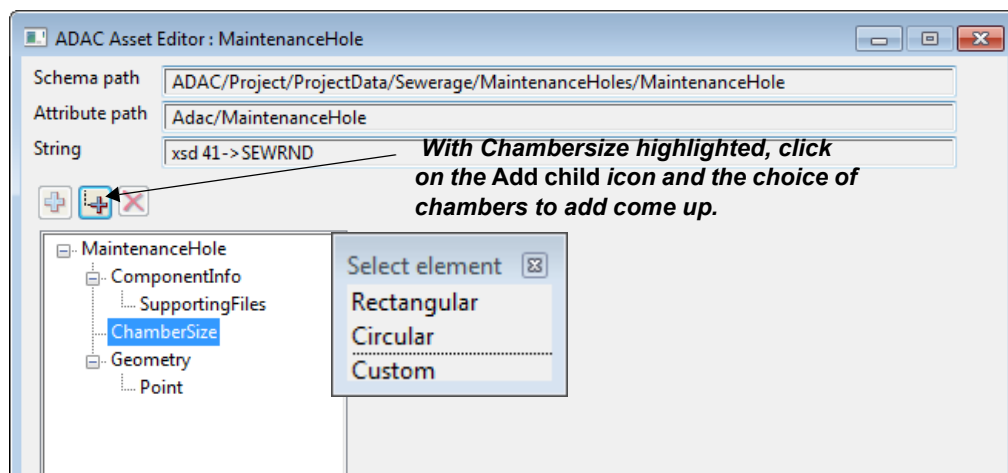 ADAC Asset Editor : MaintenanceHole
Schema path ADAC/Project/ProjectData/Sewerage/MaintenanceHoles/MaintenanceHole
Attribute path Adac/MaintenanceHole
String xsd 41->SEWRND
With Chambersize highlighted, click
on the Add child icon and the choice of
chambers to add come up.
MaintenanceHole
ComponentInfo
SupportingFiles
ChamberSize
Geometry
Point
Select element
Rectangular
Circular
Custom